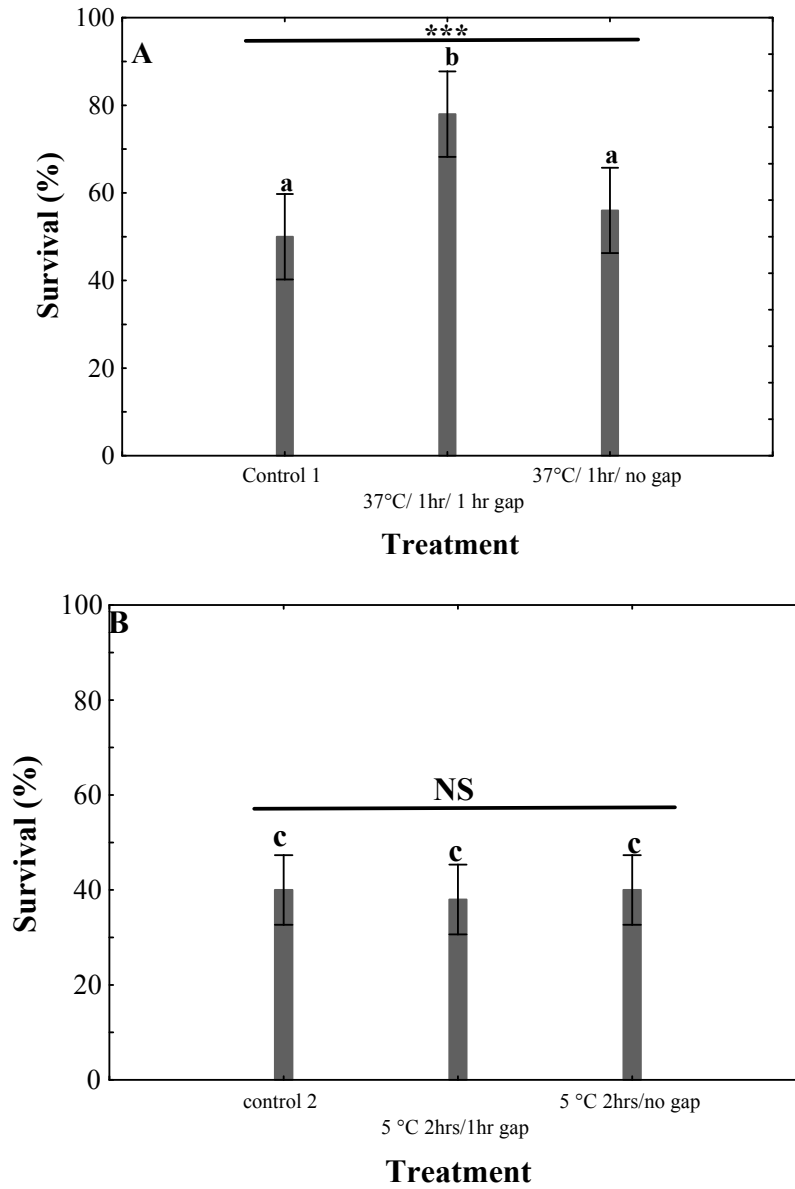 100
A
***
b
80
a
a
60
40
20
0
Survival (%)
Control 1
37°C/ 1hr/ no gap
37°C/ 1hr/ 1 hr gap
Treatment
100
B
80
60
NS
c
c
c
40
20
0
Survival (%)
control 2
5 °C 2hrs/no gap
5 °C 2hrs/1hr gap
Treatment